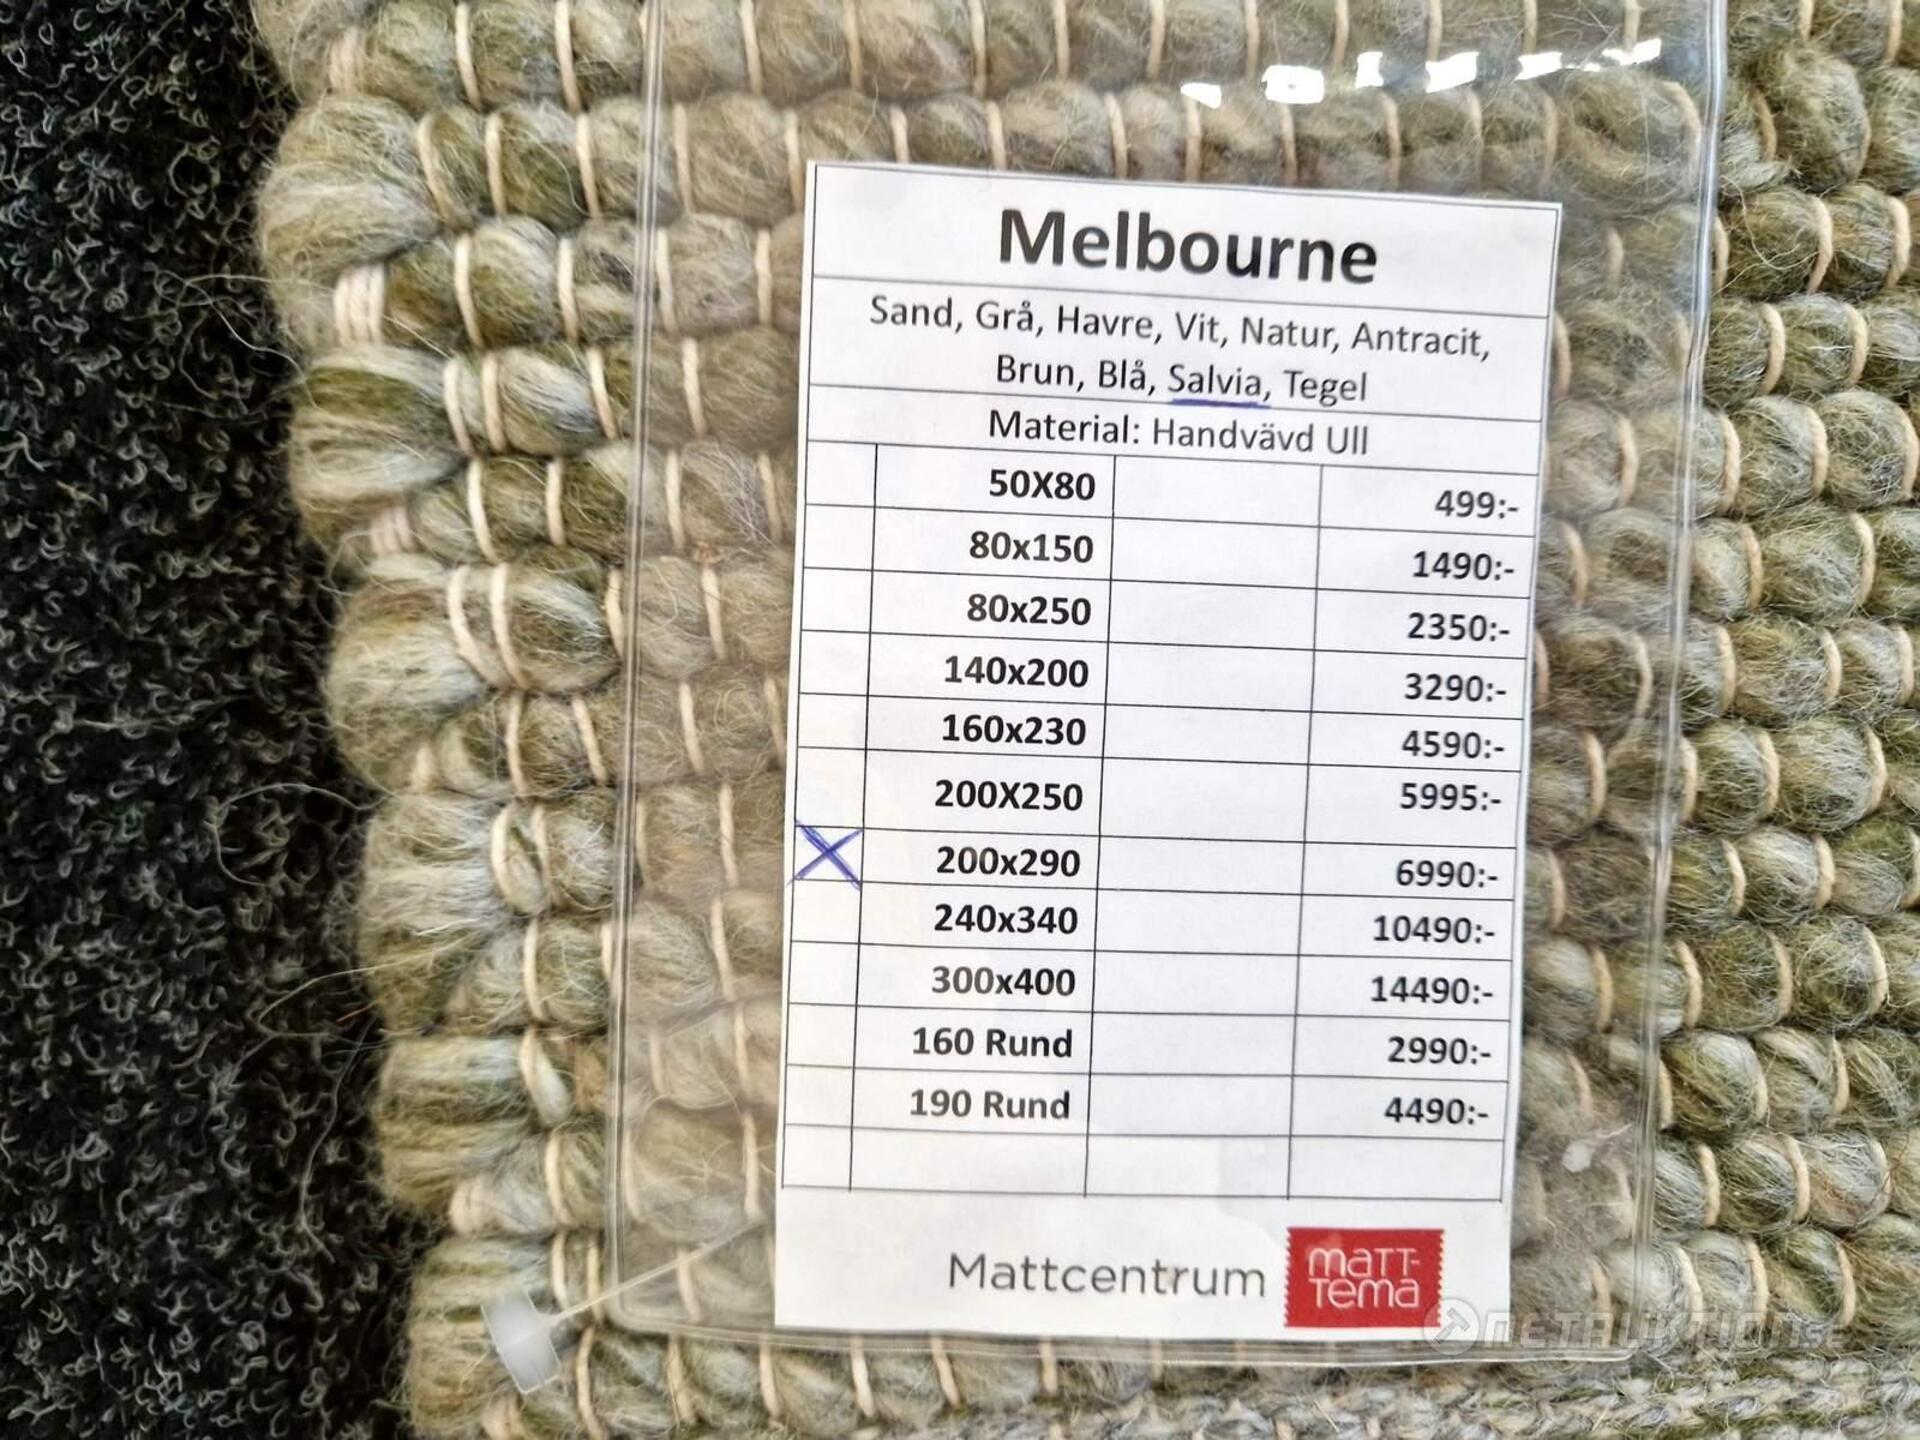 Melbourne
Sand, Grå, Havre, Vit, Natur, Antracit,
Brun, Blå, Salvia, Tegel
Material: Handvävd Ull
50X80 499:-
80x150 1490:-
80x250 2350:-
140x200 3290:-
160x230 4590:-
200X250 5995:-
X 200x290 6990:-
240x340 10490:-
300x400 14490:-
160 Rund 2990:-
190 Rund 4490:-
Mattcentrum
MATT-
TEMA
NETAUKTION.SE